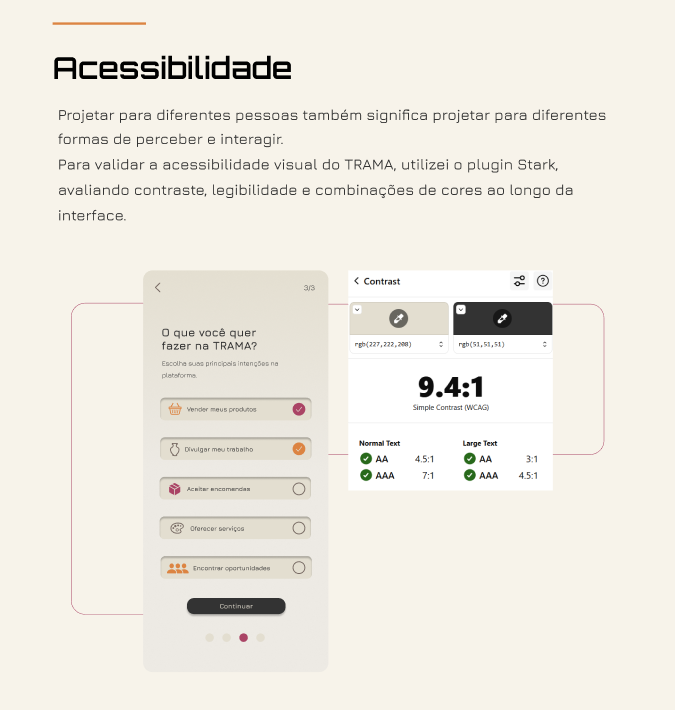 Acessibilidade
Projetar para diferentes pessoas também significa projetar para diferentes
formas de perceber e interagir.
Para validar a acessibilidade visual do TRAMA, utilizei o plugin Stark,
avaliando contraste, legibilidade e combinações de cores ao longo da
interface.
3/3
O que você quer
fazer na TRAMA?
Escolha suas principais intenções na
plataforma.
Vender meus produtos
Divulgar meu trabalho
Aceitar encomendas
Oferecer serviços
Encontrar oportunidades
Continuar
Contrast
rgb(227,222,208)
rgb(51,51,51)
9.4:1
Simple Contrast (WCAG)
Normal Text
AA 4.5:1
AAA 7:1
Large Text
AA 3:1
AAA 4.5:1